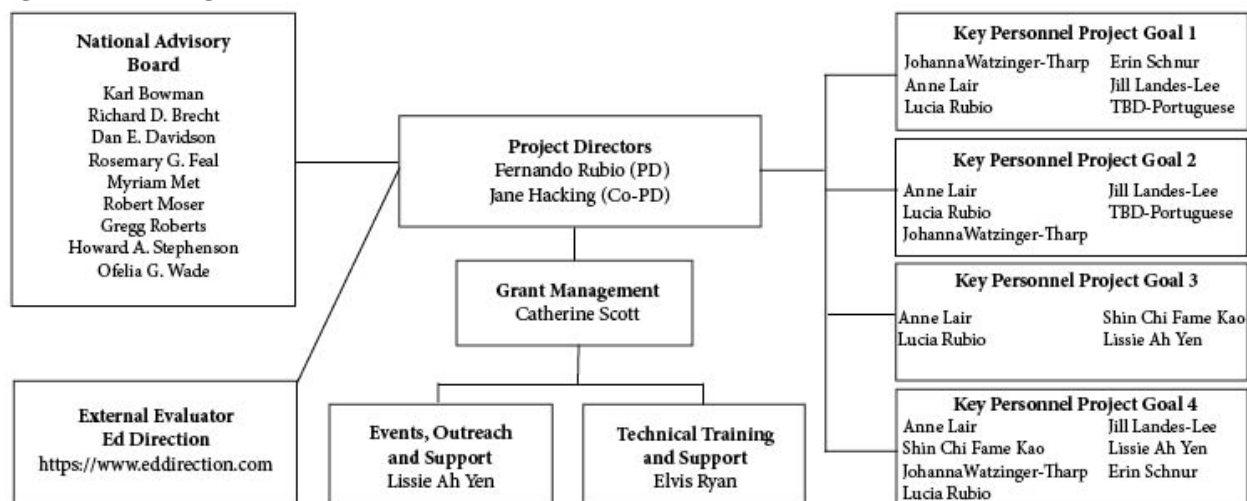 National Advisory
Board
Karl Bowman
Richard D. Brecht
Dan E. Davidson
Rosemary G. Feal
Myriam Met
Robert Moser
Gregg Roberts
Howard A. Stephenson
Ofelia G. Wade
External Evaluator
Ed Direction
https://www.eddirection.com
Project Directors
Fernando Rubio (PD)
Jane Hacking (Co-PD)
Grant Management
Catherine Scott
Events, Outreach
and Support
Lissie Ah Yen
Technical Training
and Support
Elvis Ryan
Key Personnel Project Goal 1
JohannaWatzinger-Tharp Erin Schnur
Anne Lair Jill Landes-Lee
Lucia Rubio TBD-Portuguese
Key Personnel Project Goal 2
Anne Lair Jill Landes-Lee
Lucia Rubio TBD-Portuguese
JohannaWatzinger-Tharp
Key Personnel Project Goal 3
Anne Lair Shin Chi Fame Kao
Lucia Rubio Lissie Ah Yen
Key Personnel Project Goal 4
Anne Lair Jill Landes-Lee
Shin Chi Fame Kao Lissie Ah Yen
JohannaWatzinger-Tharp Erin Schnur
Lucia Rubio